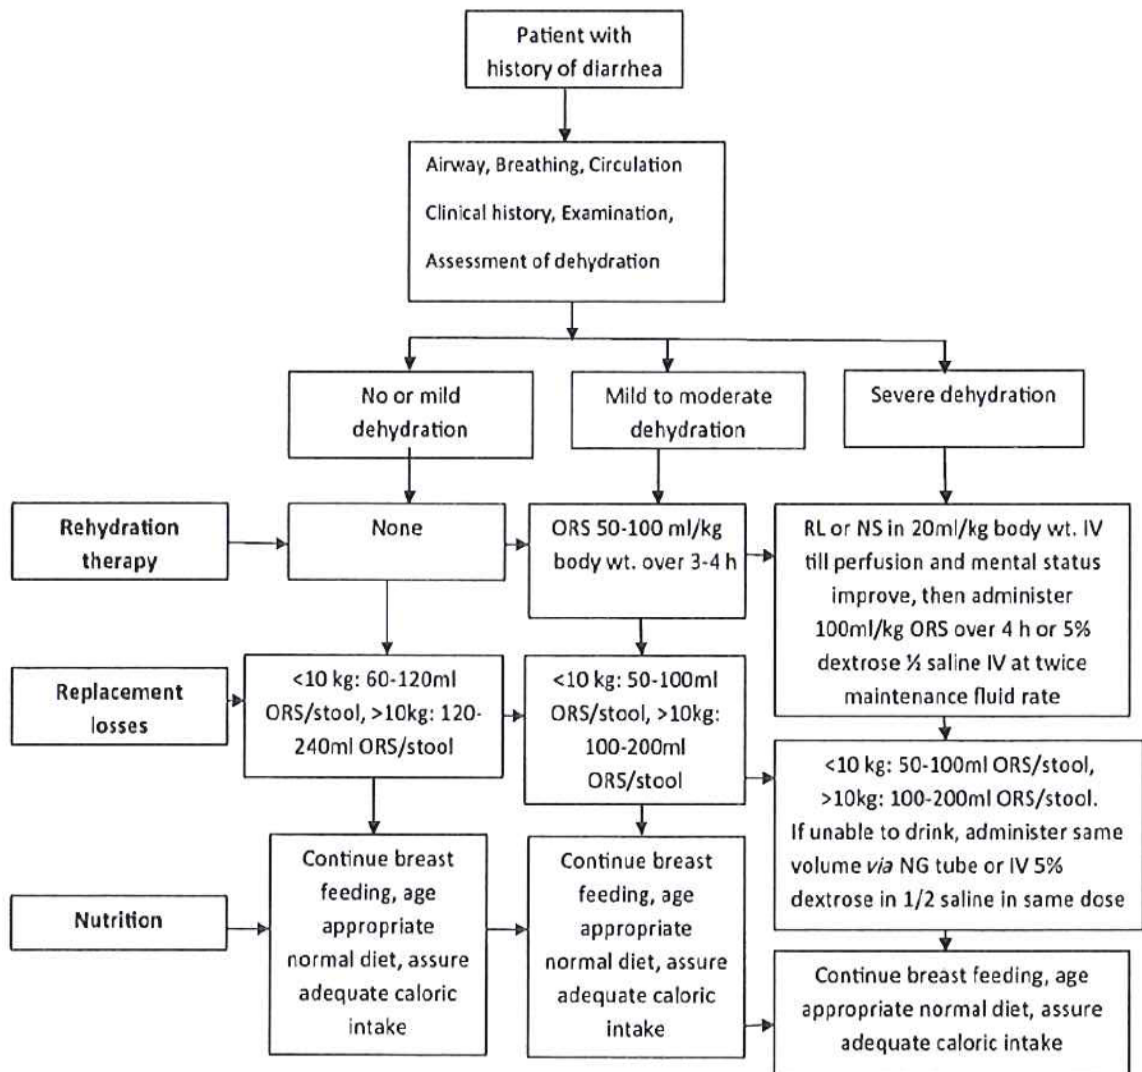 Patient with
history of diarrhea
Airway, Breathing, Circulation
Clinical history, Examination,
Assessment of dehydration
No or mild
dehydration
Mild to moderate
dehydration
Severe dehydration
Rehydration
therapy
None
ORS 50-100 ml/kg
body wt. over 3-4 h
RL or NS in 20ml/kg body wt. IV
till perfusion and mental status
improve, then administer
100ml/kg ORS over 4 h or 5%
dextrose ½ saline IV at twice
maintenance fluid rate
Replacement
losses
<10 kg: 60-120ml
ORS/stool, >10kg: 120-
240ml ORS/stool
<10 kg: 50-100ml
ORS/stool, >10kg:
100-200ml
ORS/stool
<10 kg: 50-100ml ORS/stool,
>10kg: 100-200ml ORS/stool.
If unable to drink, administer same
volume via NG tube or IV 5%
dextrose in 1/2 saline in same dose
Nutrition
Continue breast
feeding, age
appropriate
normal diet, assure
adequate caloric
intake
Continue breast
feeding, age
appropriate
normal diet, assure
adequate caloric
intake
Continue breast feeding, age
appropriate normal diet, assure
adequate caloric intake